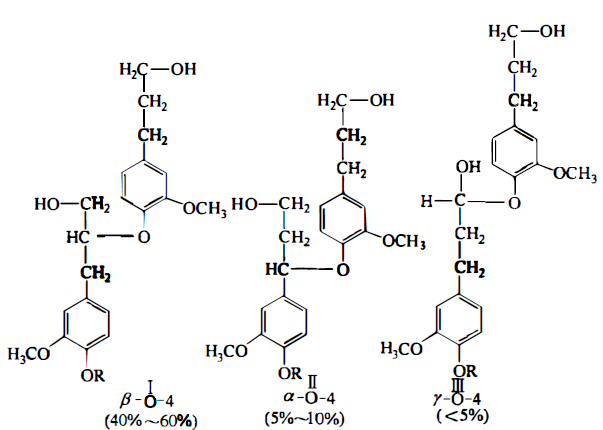 H₂C—OH
CH₂
CH₂
OCH₃
HO—CH₂
HC—O
CH₂
H₃CO
OR
I
β-O-4
(40%~60%)
H₂C—OH
CH₂
CH₂
OCH₃
HO—CH₂
CH₂
HC—O
H₃CO
OR
II
α-O-4
(5%~10%)
H₂C—OH
CH₂
CH₂
OCH₃
OH
H—C—O
CH₂
CH₂
H₃CO
OR
III
γ-O-4
(<5%)